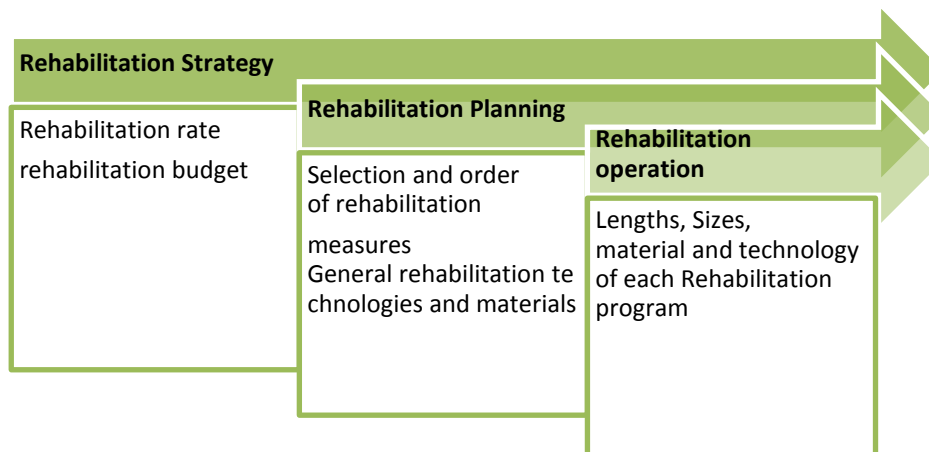 Rehabilitation Strategy
Rehabilitation rate
rehabilitation budget
Rehabilitation Planning
Selection and order
of rehabilitation
measures
General rehabilitation te
chnologies and materials
Rehabilitation
operation
Lengths, Sizes,
material and technology
of each Rehabilitation
program